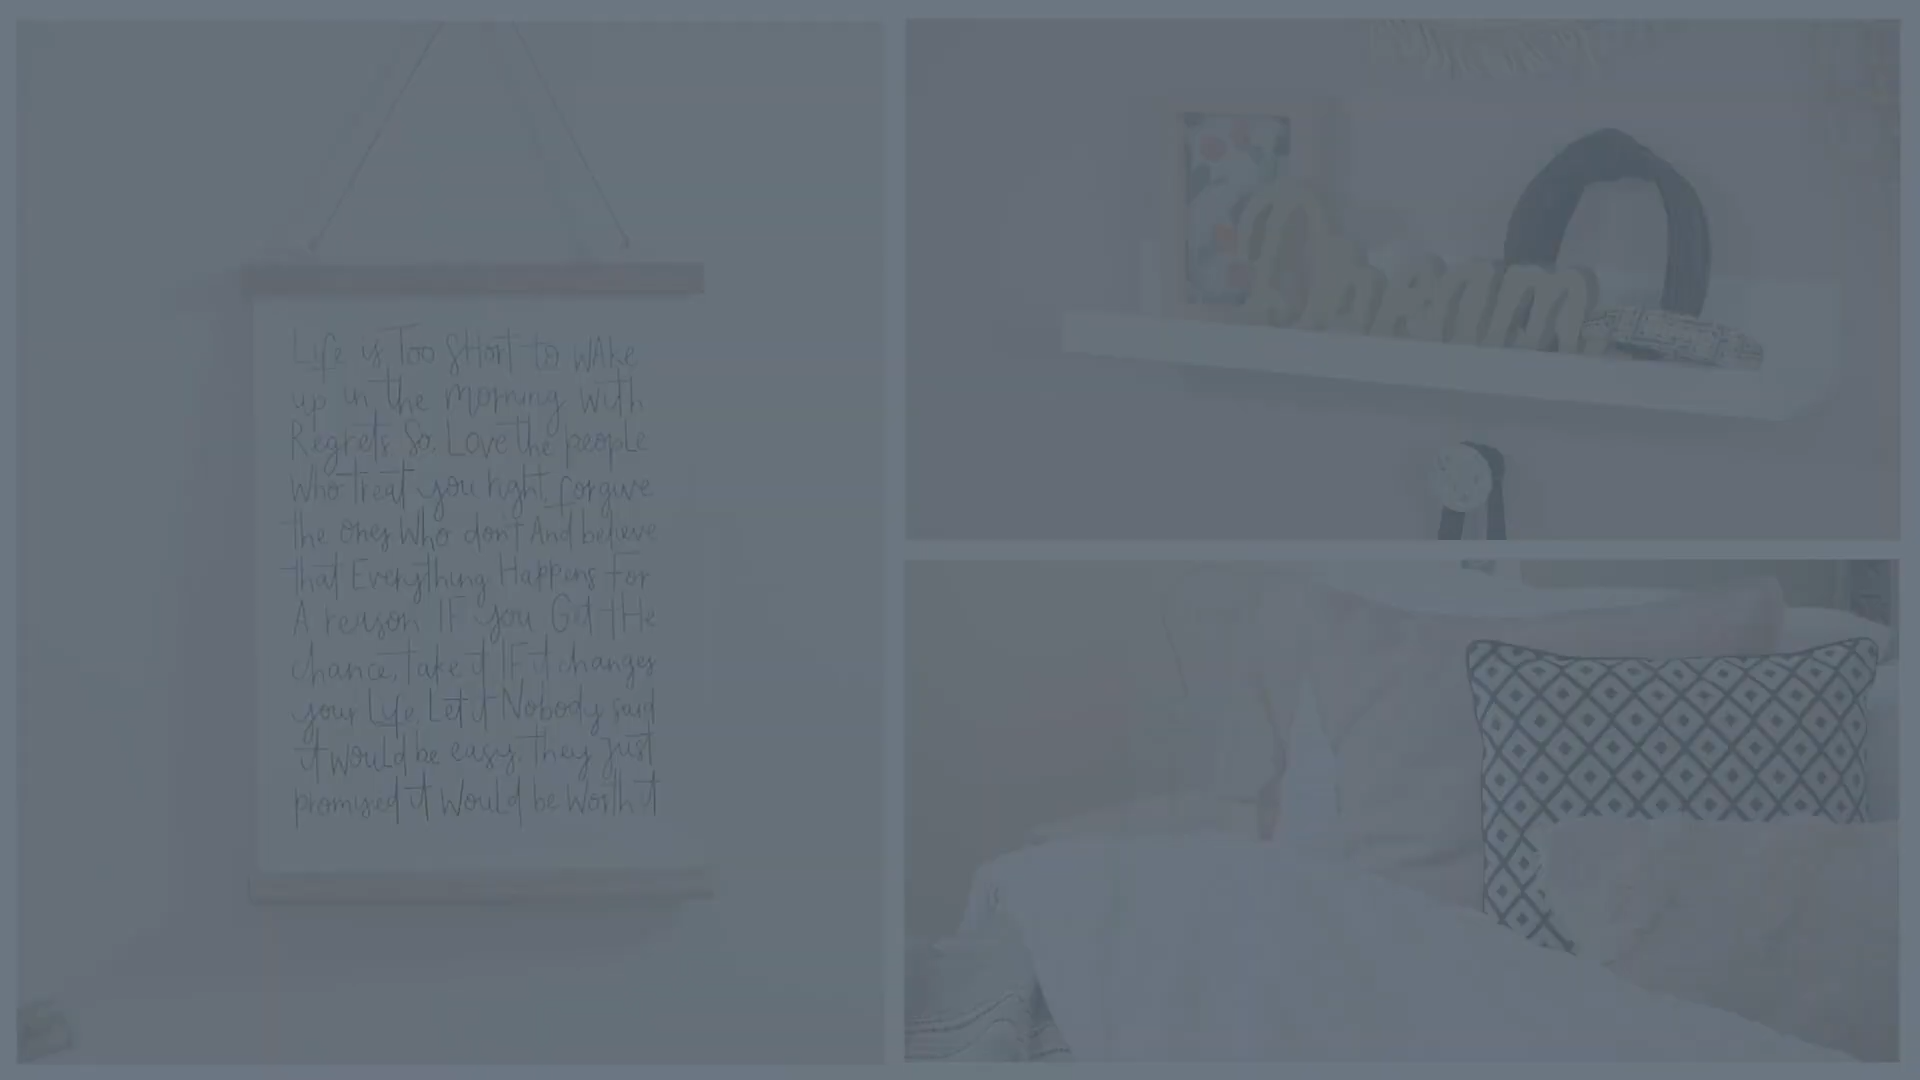 Life is Too SHort to wAke
up in the morning with
Regrets. So, Love the people
who treat you right, forgive
the ones Who don't And believe
that Everything Happens For
A reason. IF you Get tHe
chance, Take it IF it changes
your Life, Let it Nobody said
it would be easy, They just
promised it would be worth it
Dream